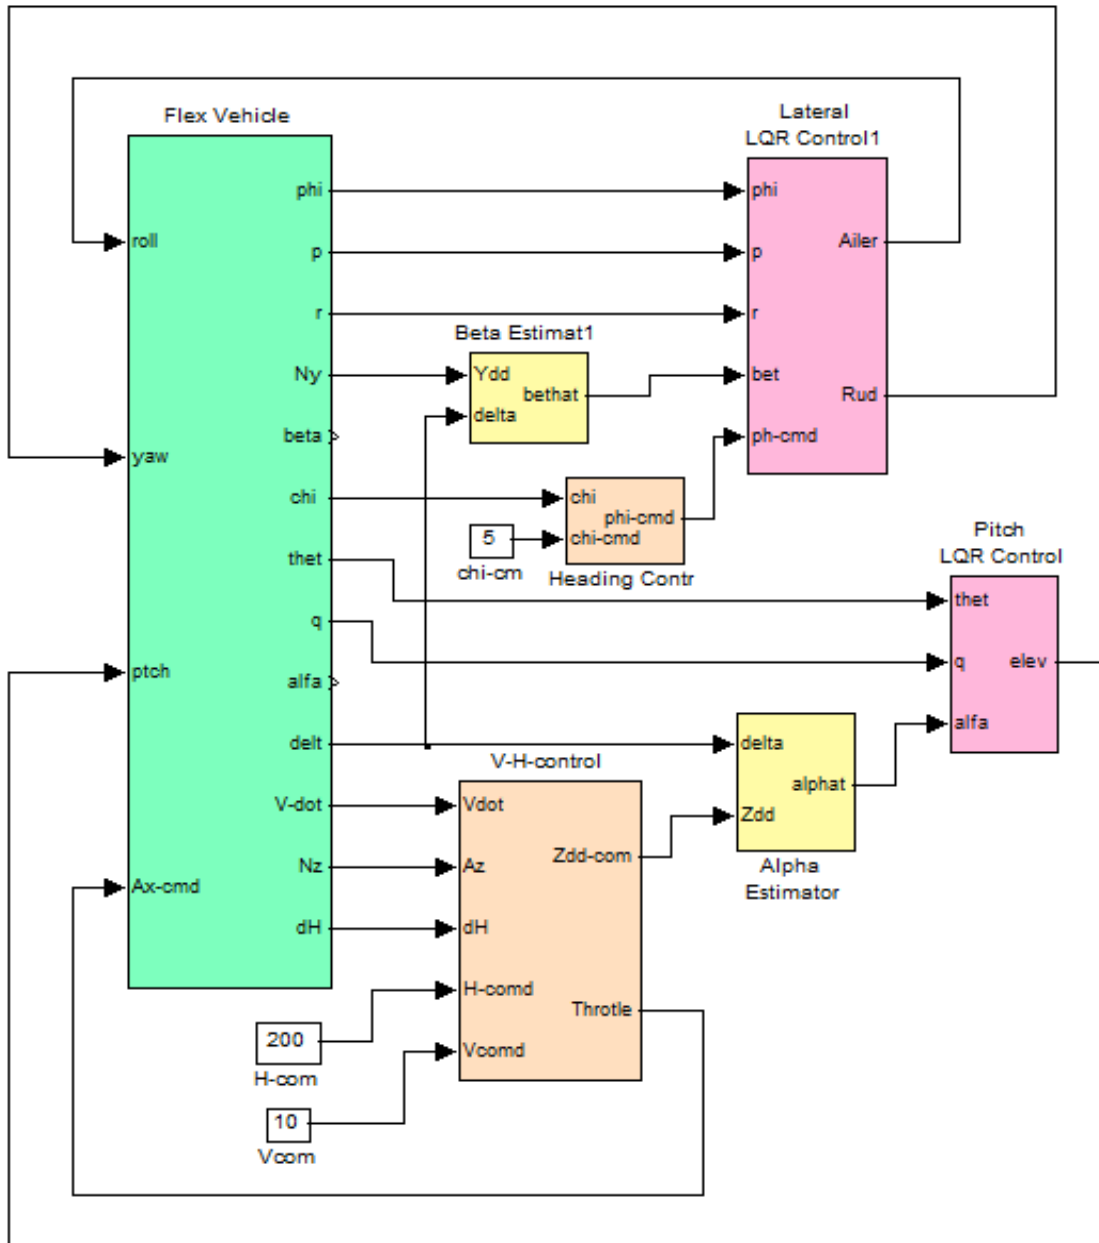 Flex Vehicle
roll
yaw
ptch
Ax-cmd
phi
p
r
Ny
beta
chi
thet
q
alfa
delt
V-dot
Nz
dH
Lateral
LQR Control1
phi
p
r
bet
ph-cmd
Ailer
Rud
Beta Estimat1
Ydd
delta
bethat
chi
chi-cmd
phi-cmd
Heading Contr
5
chi-cm
Pitch
LQR Control
thet
q
alfa
elev
delta
Zdd
alphat
Alpha
Estimator
V-H-control
Vdot
Az
dH
H-comd
Vcomd
Zdd-com
Throtle
200
H-com
10
Vcom